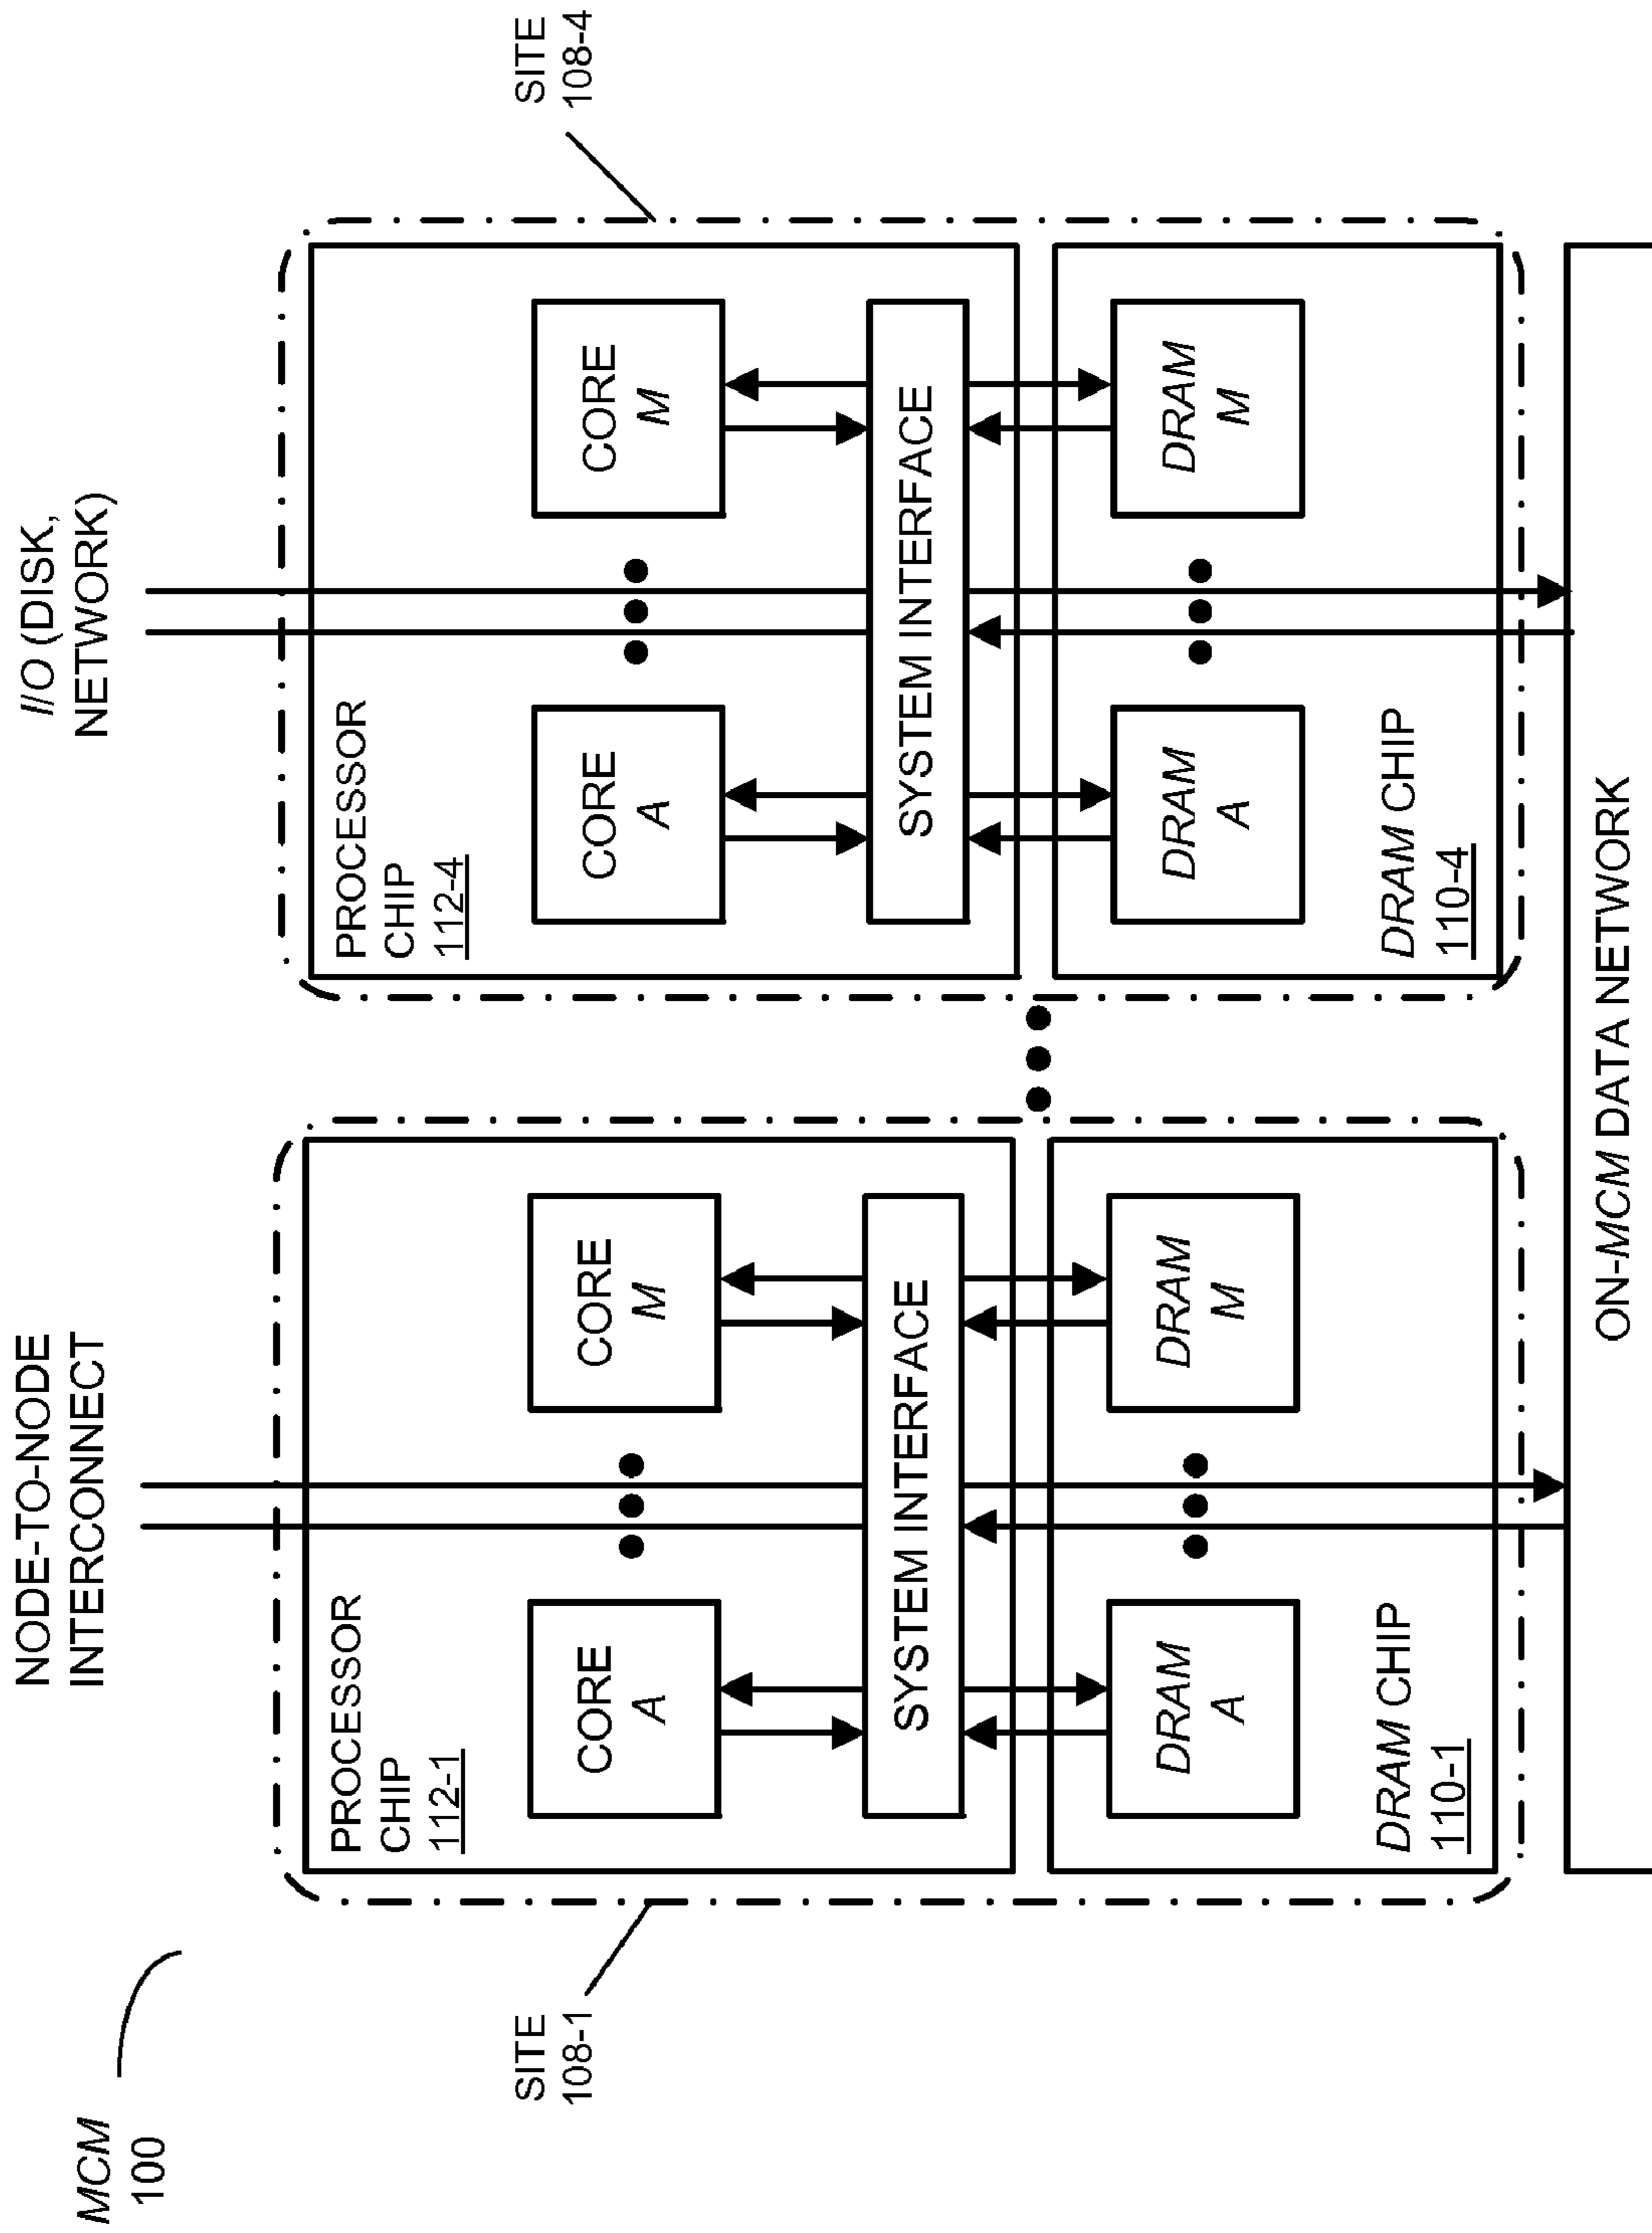 MCM
100
NODE-TO-NODE
INTERCONNECT
I/O (DISK,
NETWORK)
SITE
108-1
PROCESSOR
CHIP
112-1
CORE
A
CORE
M
SYSTEM INTERFACE
DRAM
A
DRAM
M
DRAM CHIP
110-1
PROCESSOR
CHIP
112-4
CORE
A
CORE
M
SYSTEM INTERFACE
DRAM
A
DRAM
M
DRAM CHIP
110-4
SITE
108-4
ON-MCM DATA NETWORK